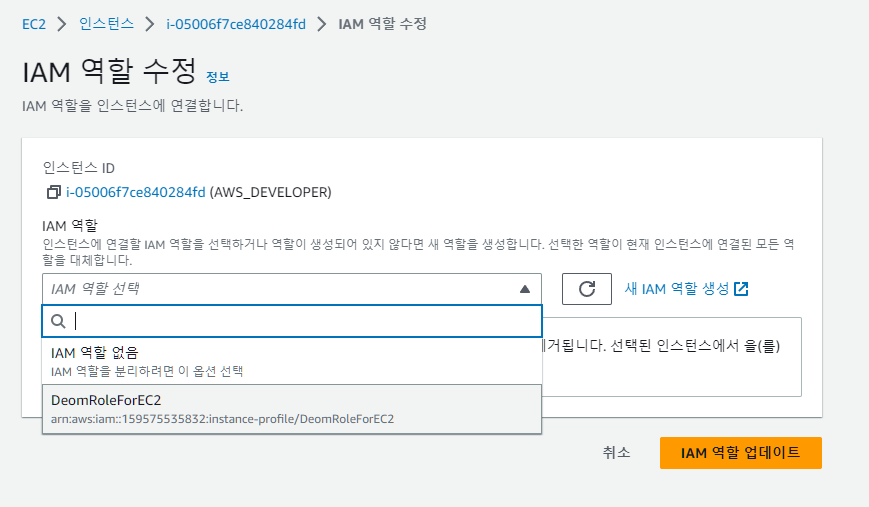 EC2 > 인스턴스 > i-05006f7ce840284fd > IAM 역할 수정
IAM 역할 수정 정보
IAM 역할을 인스턴스에 연결합니다.
인스턴스 ID
i-05006f7ce840284fd (AWS_DEVELOPER)
IAM 역할
인스턴스에 연결할 IAM 역할을 선택하거나 역할이 생성되어 있지 않다면 새 역할을 생성합니다. 선택한 역할이 현재 인스턴스에 연결된 모든 역
할을 대체합니다.
IAM 역할 선택
새 IAM 역할 생성
IAM 역할 없음
IAM 역할을 분리하려면 이 옵션 선택
거됩니다. 선택된 인스턴스에서 을(를)
DeomRoleForEC2
arn:aws:iam::159575535832:instance-profile/DeomRoleForEC2
취소
IAM 역할 업데이트